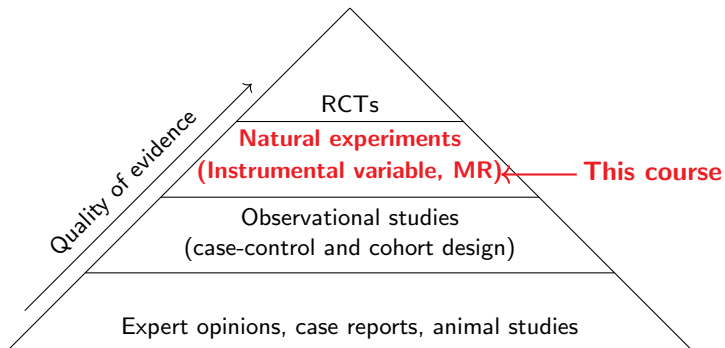 RCTs
Natural experiments
(Instrumental variable, MR)
This course
Observational studies
(case-control and cohort design)
Expert opinions, case reports, animal studies
Quality of evidence